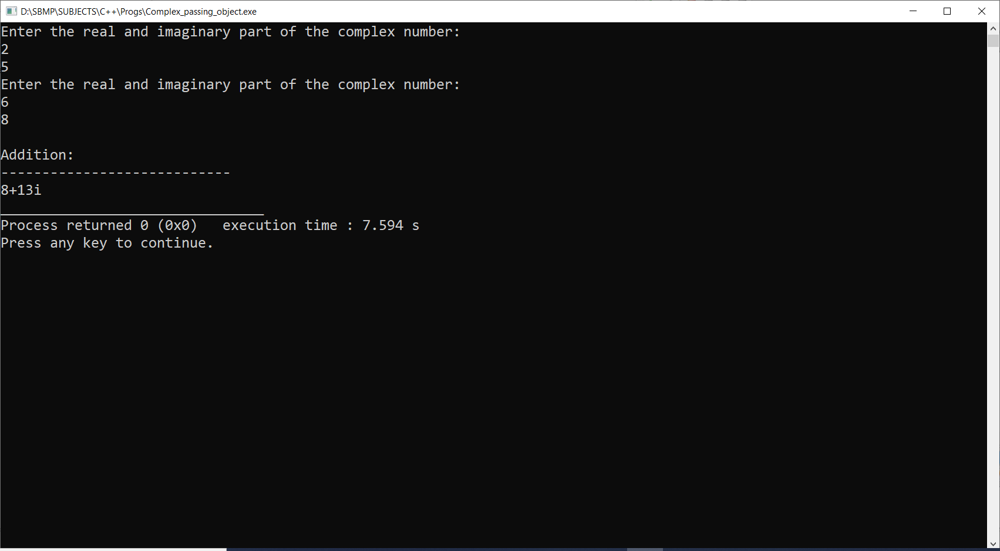 D:\SBMP\SUBJECTS\C++\Progs\Complex_passing_object.exe
Enter the real and imaginary part of the complex number:
2
5
Enter the real and imaginary part of the complex number:
6
8
Addition:
----------------------------
8+13i
Process returned 0 (0x0)   execution time : 7.594 s
Press any key to continue.